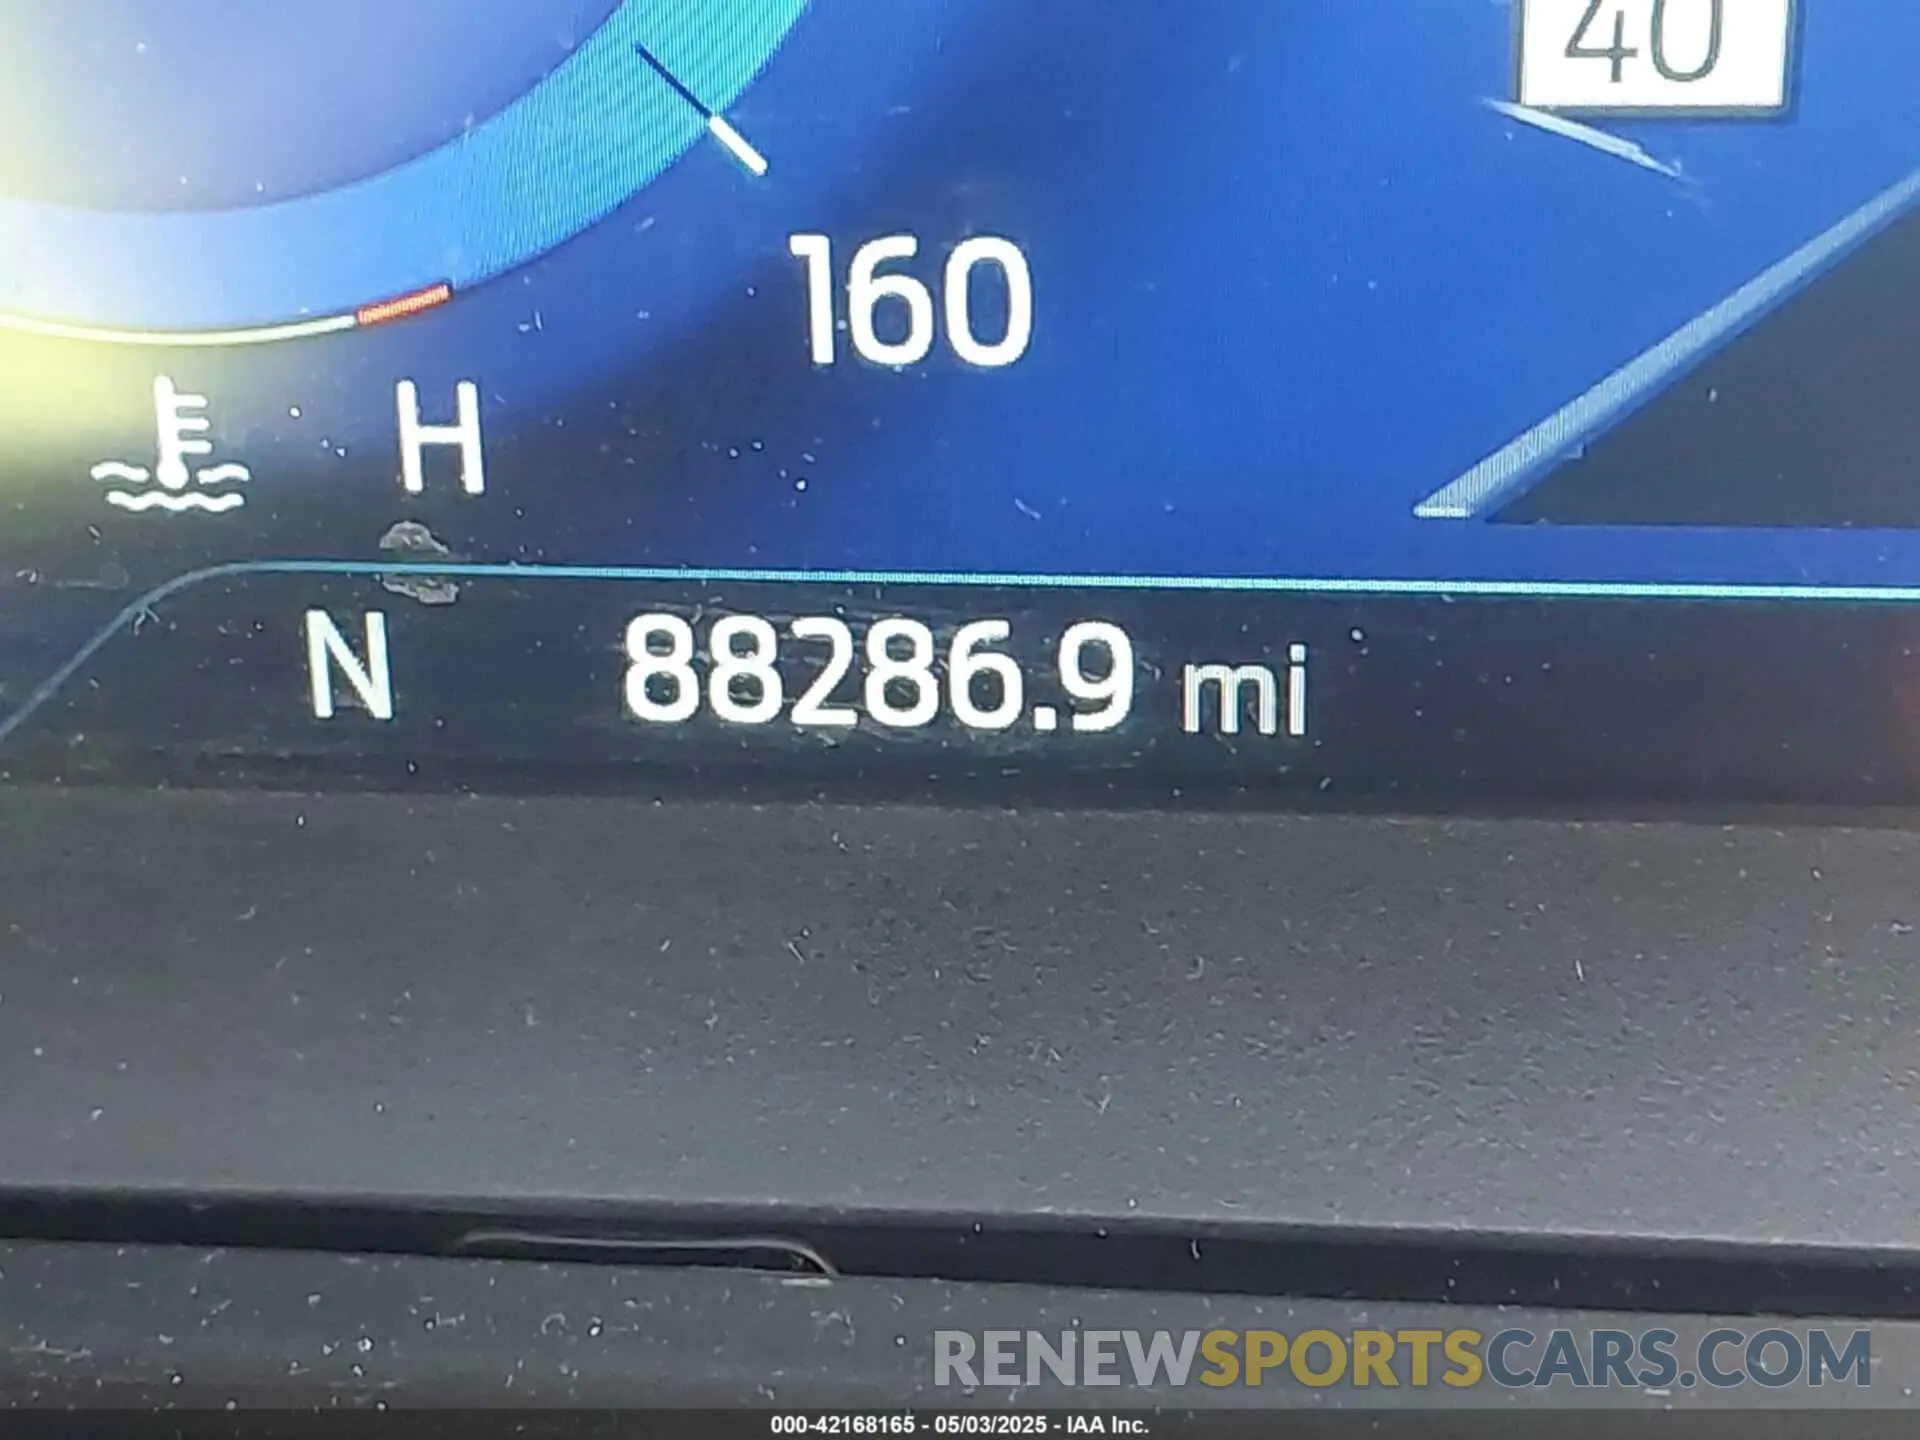 40
160
H
N 88286.9 mi
RENEWSPORTSCARS.COM
000-42168165 - 05/03/2025 - IAA Inc.